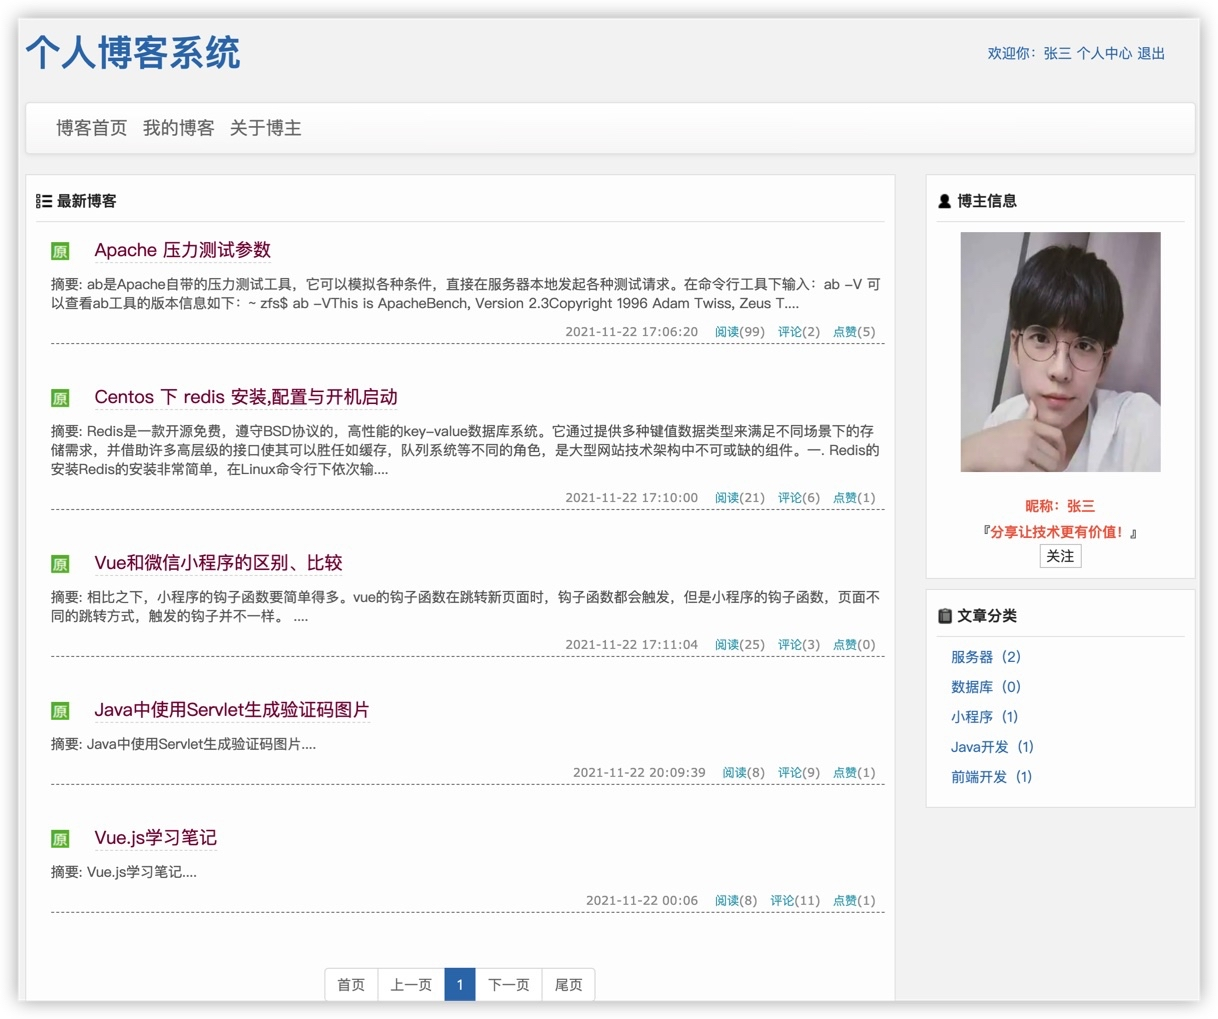 个人博客系统
欢迎你：张三 个人中心 退出
博客首页 我的博客 关于博主
最新博客
原 Apache 压力测试参数
摘要: ab是Apache自带的压力测试工具，它可以模拟各种条件，直接在服务器本地发起各种测试请求。在命令行工具下输入：ab -V 可
以查看ab工具的版本信息如下：~ zfs$ ab -VThis is ApacheBench, Version 2.3Copyright 1996 Adam Twiss, Zeus T....
2021-11-22 17:06:20 阅读(99) 评论(2) 点赞(5)
原 Centos 下 redis 安装,配置与开机启动
摘要: Redis是一款开源免费，遵守BSD协议的，高性能的key-value数据库系统。它通过提供多种键值数据类型来满足不同场景下的存
储需求，并借助许多高层级的接口使其可以胜任如缓存，队列系统等不同的角色，是大型网站技术架构中不可或缺的组件。一. Redis的
安装Redis的安装非常简单，在Linux命令行下依次输....
2021-11-22 17:10:00 阅读(21) 评论(6) 点赞(1)
原 Vue和微信小程序的区别、比较
摘要: 相比之下，小程序的钩子函数要简单得多。vue的钩子函数在跳转新页面时，钩子函数都会触发，但是小程序的钩子函数，页面不
同的跳转方式，触发的钩子并不一样。 ....
2021-11-22 17:11:04 阅读(25) 评论(3) 点赞(0)
原 Java中使用Servlet生成验证码图片
摘要: Java中使用Servlet生成验证码图片....
2021-11-22 20:09:39 阅读(8) 评论(9) 点赞(1)
原 Vue.js学习笔记
摘要: Vue.js学习笔记....
2021-11-22 00:06 阅读(8) 评论(11) 点赞(1)
首页 上一页 1 下一页 尾页
博主信息
昵称：张三
『分享让技术更有价值！』
关注
文章分类
服务器（2）
数据库（0）
小程序（1）
Java开发（1）
前端开发（1）